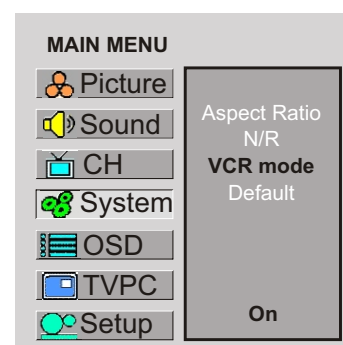 MAIN MENU
Picture
Sound
CH
System
OSD
TVPC
Setup
Aspect Ratio
N/R
VCR mode
Default
On